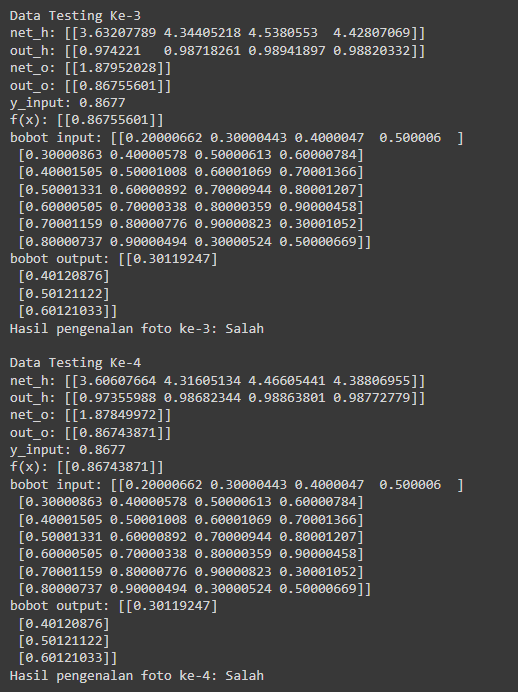 Data Testing Ke-3
net_h: [[3.63207789 4.34405218 4.5380553  4.42807069]]
out_h: [[0.974221   0.98718261 0.98941897 0.98820332]]
net_o: [[1.87952028]]
out_o: [[0.86755601]]
y_input: 0.8677
f(x): [[0.86755601]]
bobot input: [[0.20000662 0.30000443 0.4000047  0.500006  ]
 [0.30000863 0.40000578 0.50000613 0.60000784]
 [0.40001505 0.50001008 0.60001069 0.70001366]
 [0.50001331 0.60000892 0.70000944 0.80001207]
 [0.60000505 0.70000338 0.80000359 0.90000458]
 [0.70001159 0.80000776 0.90000823 0.30001052]
 [0.80000737 0.90000494 0.30000524 0.50000669]]
bobot output: [[0.30119247]
 [0.40120876]
 [0.50121122]
 [0.60121033]]
Hasil pengenalan foto ke-3: Salah

Data Testing Ke-4
net_h: [[3.60607664 4.31605134 4.46605441 4.38806955]]
out_h: [[0.97355988 0.98682344 0.98863801 0.98772779]]
net_o: [[1.87849972]]
out_o: [[0.86743871]]
y_input: 0.8677
f(x): [[0.86743871]]
bobot input: [[0.20000662 0.30000443 0.4000047  0.500006  ]
 [0.30000863 0.40000578 0.50000613 0.60000784]
 [0.40001505 0.50001008 0.60001069 0.70001366]
 [0.50001331 0.60000892 0.70000944 0.80001207]
 [0.60000505 0.70000338 0.80000359 0.90000458]
 [0.70001159 0.80000776 0.90000823 0.30001052]
 [0.80000737 0.90000494 0.30000524 0.50000669]]
bobot output: [[0.30119247]
 [0.40120876]
 [0.50121122]
 [0.60121033]]
Hasil pengenalan foto ke-4: Salah